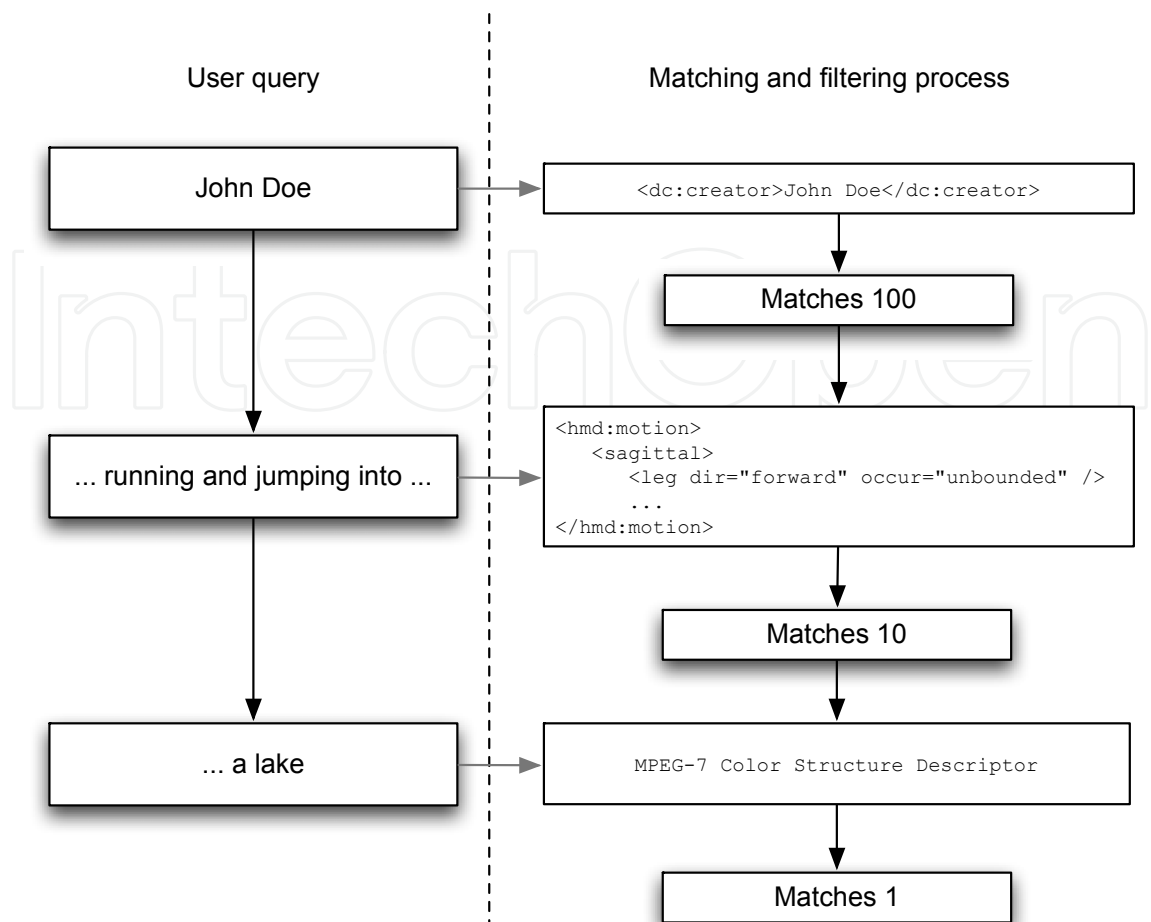 User query
Matching and filtering process
John Doe
<dc:creator>John Doe</dc:creator>
Matches 100
... running and jumping into ...
<hmd:motion>
<sagittal>
<leg dir="forward" occur="unbounded" />
...
</hmd:motion>
Matches 10
... a lake
MPEG-7 Color Structure Descriptor
Matches 1
IntechOpen